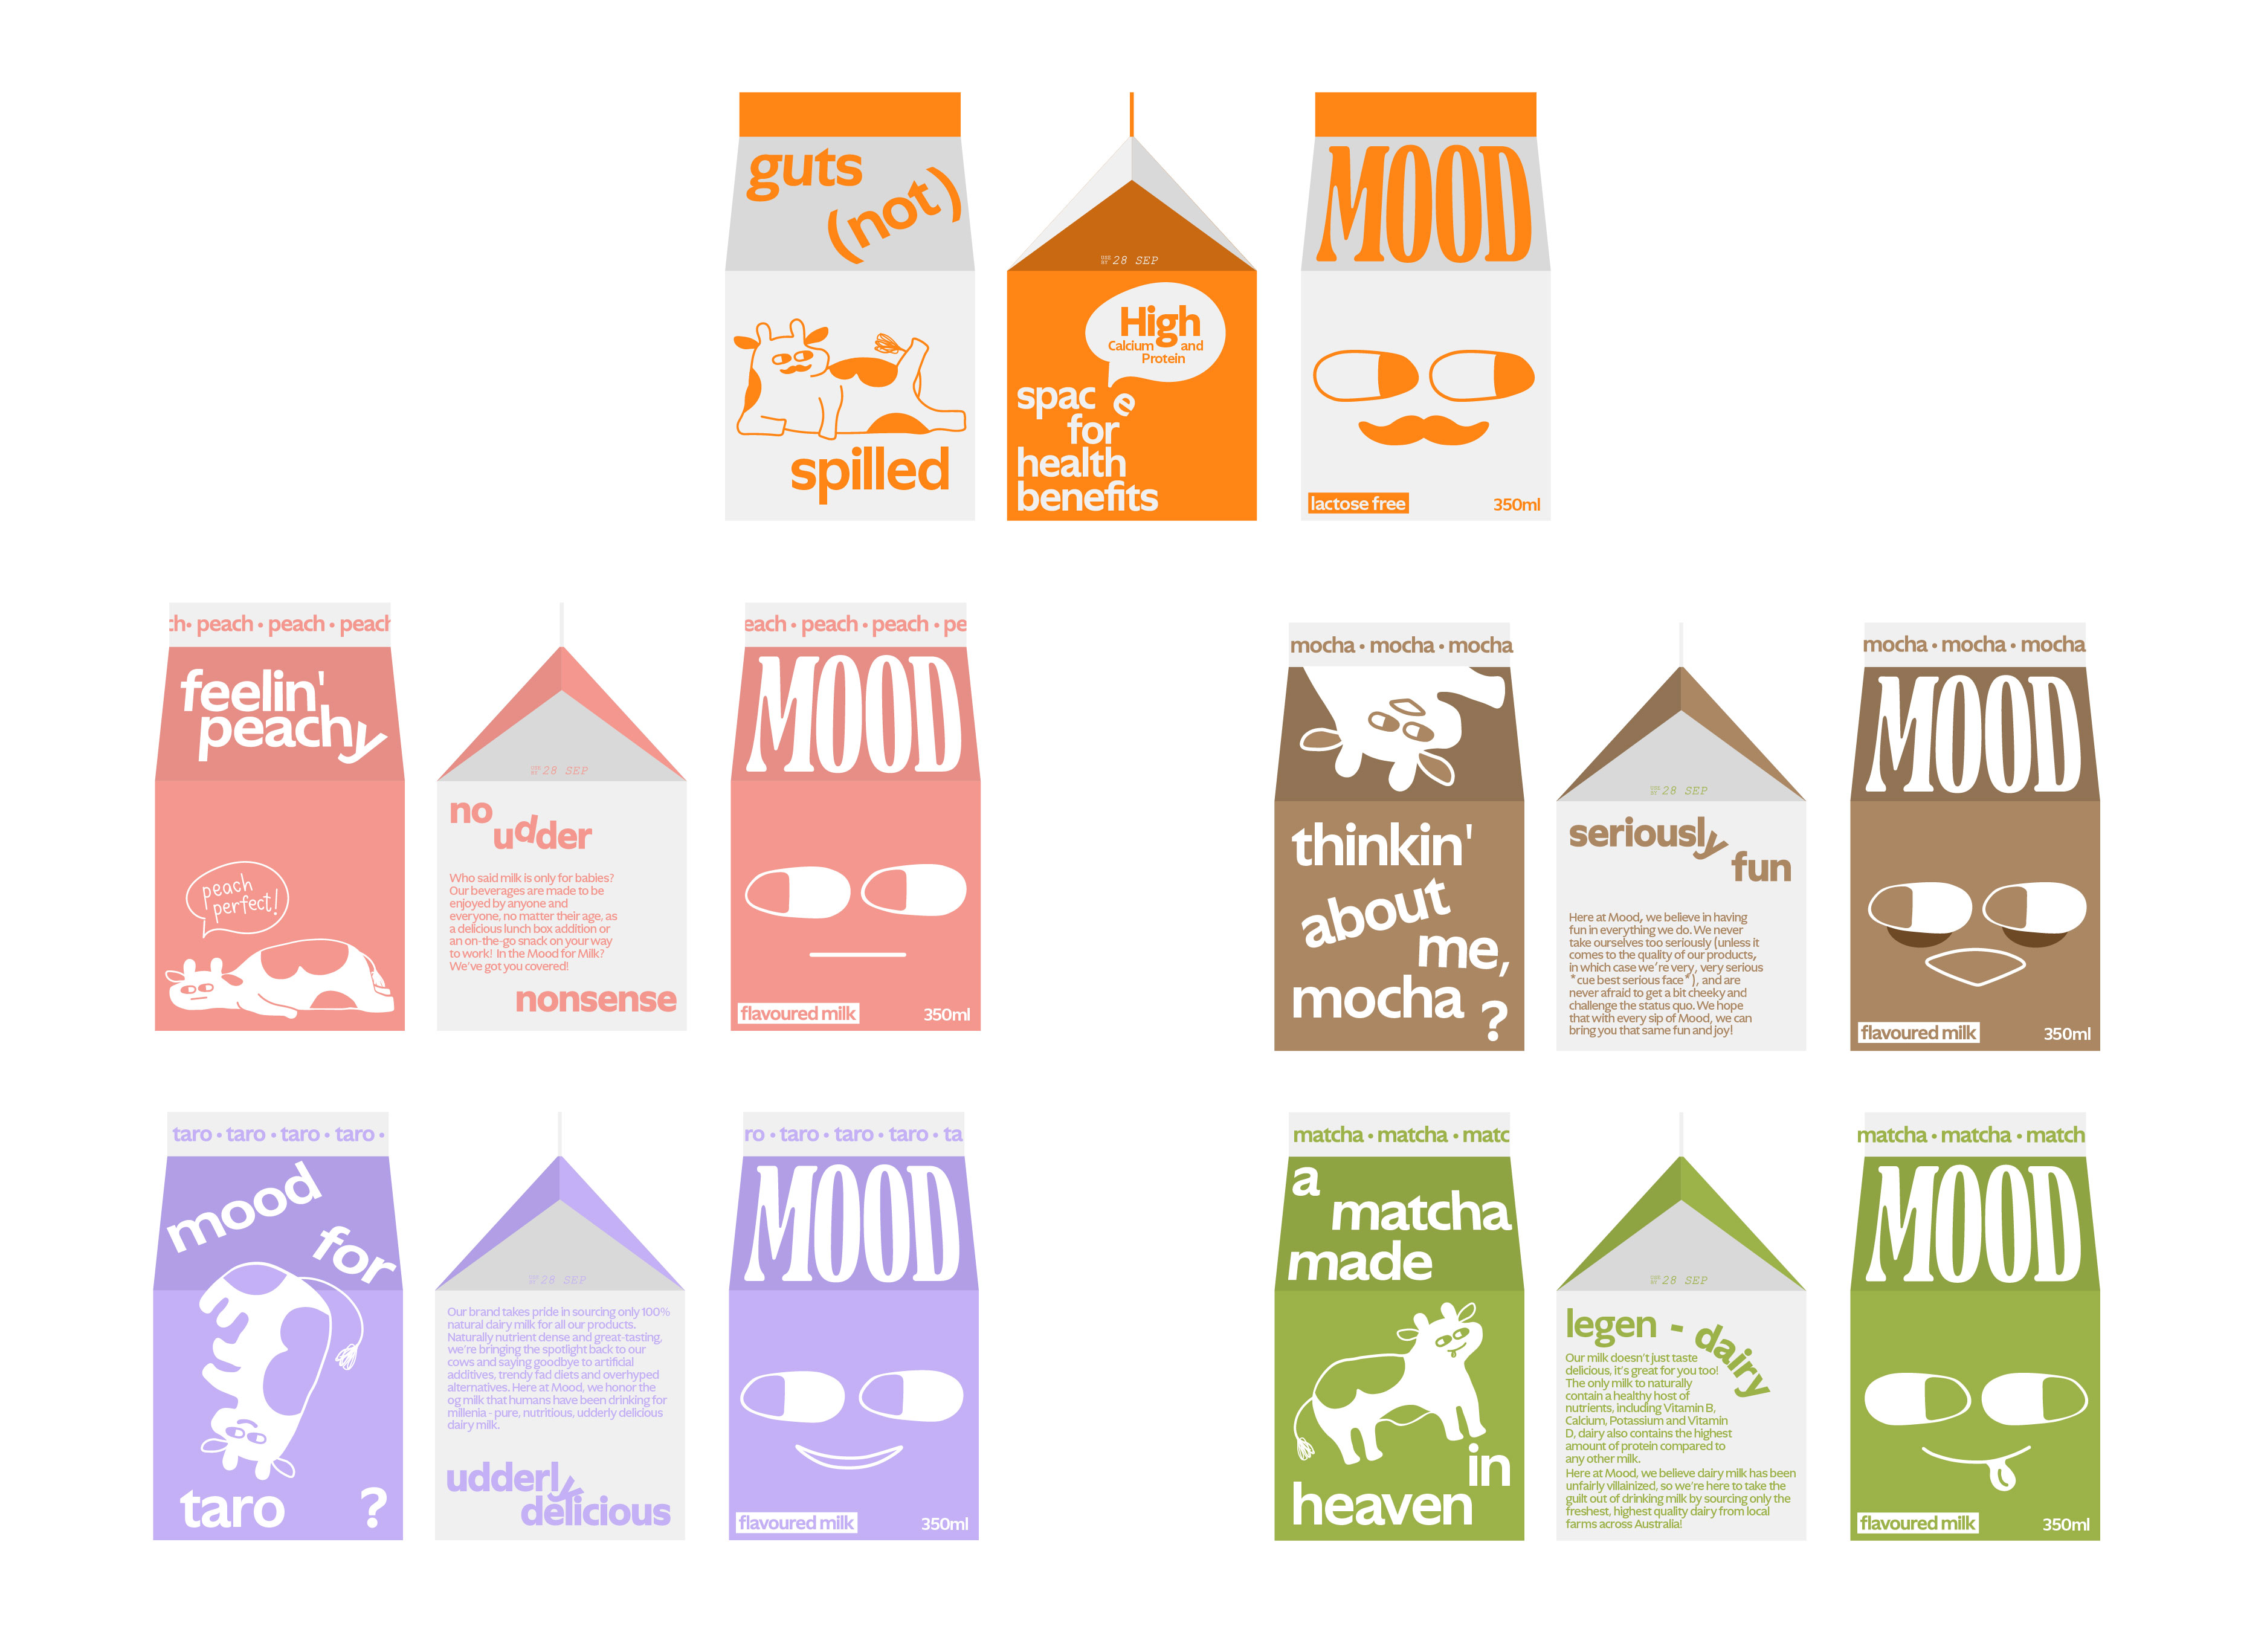 guts
(not)
spilled
USE BY 28 SEP
High
Calcium and
Protein
space
for
health
benefits
MOOD
lactose free
350ml
ch• peach • peach • peach
feelin'
peachy
peach
perfect!
28 SEP
no
udder
Who said milk is only for babies?
Our beverages are made to be
enjoyed by anyone and
everyone, no matter their age, as
a delicious lunch box addition or
an on-the-go snack on your way
to work! In the Mood for Milk?
We've got you covered!
nonsense
each • peach • peach • pe
MOOD
flavoured milk
350ml
mocha • mocha • mocha
thinkin'
about
me,
mocha ?
28 SEP
seriously
fun
Here at Mood, we believe in having
fun in everything we do. We never
take ourselves too seriously (unless it
comes to the quality of our products,
in which case we're very, very serious
*cue best serious face*), and are
never afraid to get a bit cheeky and
challenge the status quo. We hope
that with every sip of Mood, we can
bring you that same fun and joy!
mocha • mocha • mocha
MOOD
flavoured milk
350ml
taro • taro • taro • taro •
mood
for
taro ?
28 SEP
Our brand takes pride in sourcing only 100%
natural dairy milk for all our products.
Naturally nutrient dense and great-tasting,
we're bringing the spotlight back to our
cows and saying goodbye to artificial
additives, trendy fad diets and overhyped
alternatives. Here at Mood, we honor the
og milk that humans have been drinking for
millenia - pure, nutritious, udderly delicious
dairy milk.
udderly
delicious
ro • taro • taro • taro • ta
MOOD
flavoured milk
350ml
matcha • matcha • matc
a
matcha
made
in
heaven
28 SEP
legen - dairy
Our milk doesn't just taste
delicious, it's great for you too!
The only milk to naturally
contain a healthy host of
nutrients, including Vitamin B,
Calcium, Potassium and Vitamin
D, dairy also contains the highest
amount of protein compared to
any other milk.
Here at Mood, we believe dairy milk has been
unfairly villainized, so we're here to take the
guilt out of drinking milk by sourcing only the
freshest, highest quality dairy from local
farms across Australia!
matcha • matcha • match
MOOD
flavoured milk
350ml